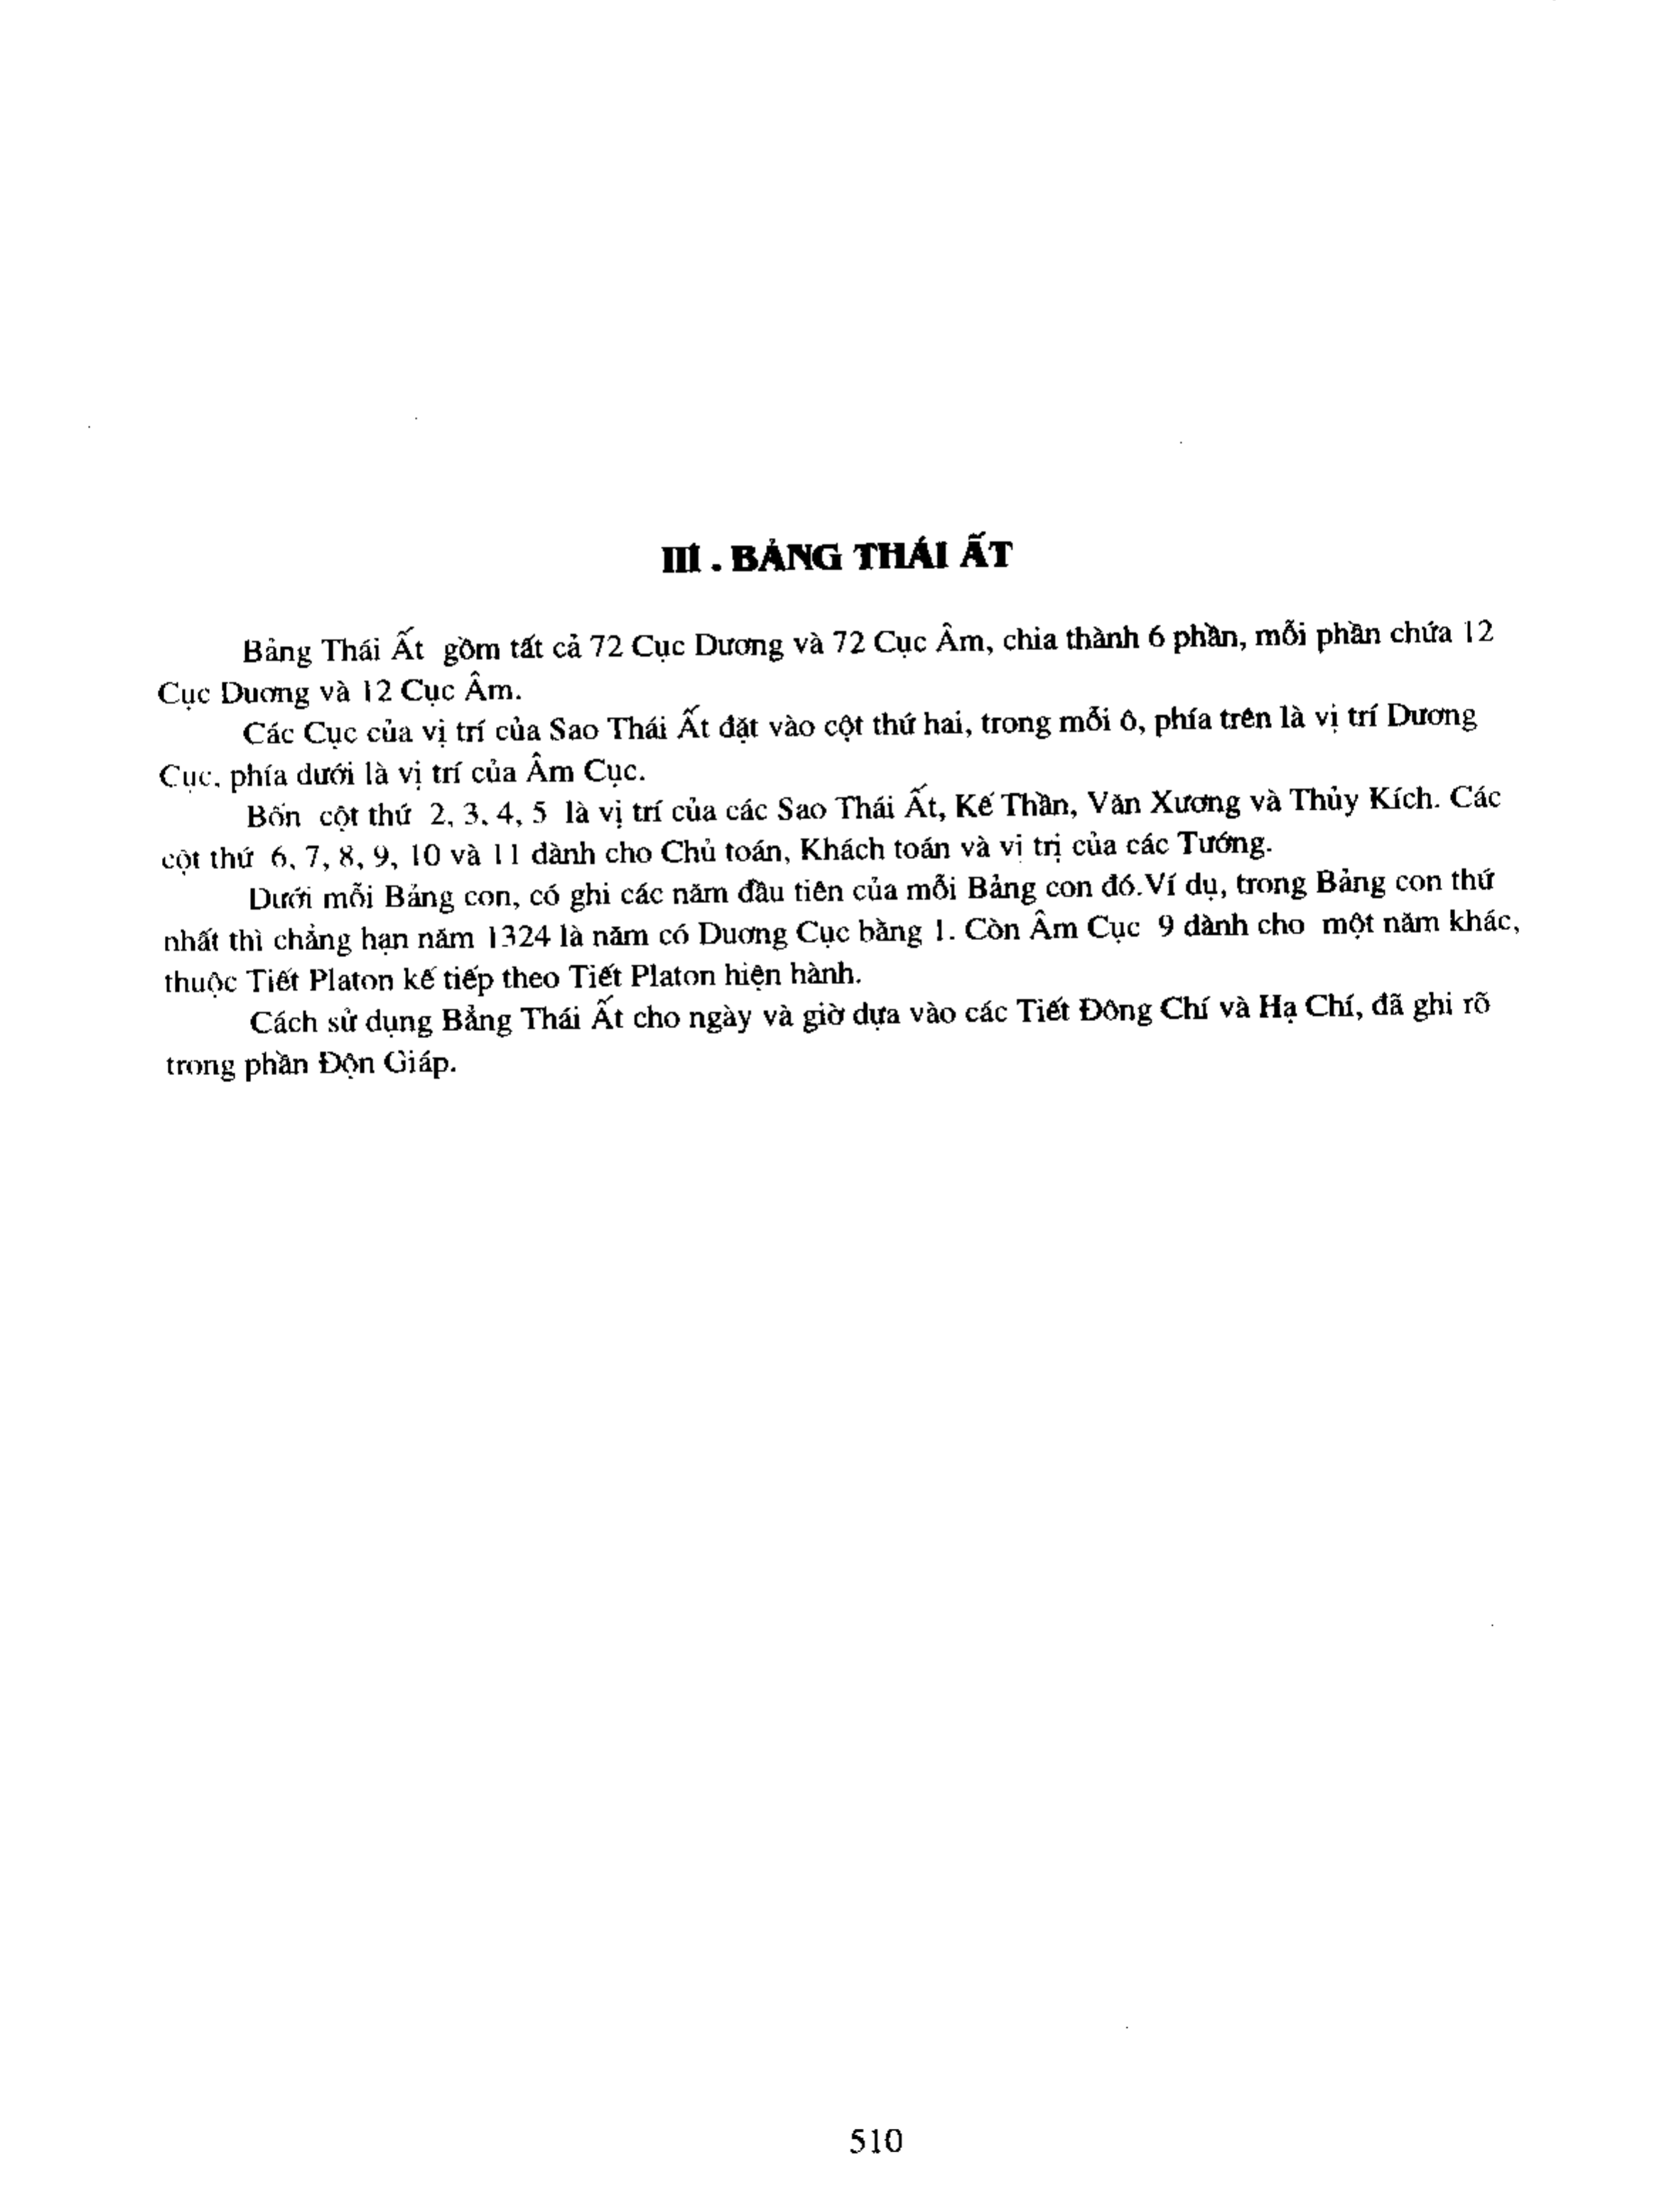 III . BẢNG THÁI ẤT
Bảng Thái Ất gồm tất cả 72 Cục Dương và 72 Cục Âm, chia thành 6 phần, mỗi phần chứa 12
Cục Dương và 12 Cục Âm.
Các Cục của vị trí của Sao Thái Ất đặt vào cột thứ hai, trong mỗi ô, phía trên là vị trí Dương
Cục, phía dưới là vị trí của Âm Cục.
Bốn cột thứ 2, 3, 4, 5 là vị trí của các Sao Thái Ất, Kế Thần, Văn Xương và Thủy Kích. Các
cột thứ 6, 7, 8, 9, 10 và 11 dành cho Chủ toán, Khách toán và vị trị của các Tướng.
Dưới mỗi Bảng con, có ghi các năm đầu tiên của mỗi Bảng con đó.Ví dụ, trong Bảng con thứ
nhất thì chẳng hạn năm 1324 là năm có Dương Cục bằng 1. Còn Âm Cục 9 dành cho một năm khác,
thuộc Tiết Platon kế tiếp theo Tiết Platon hiện hành.
Cách sử dụng Bảng Thái Ất cho ngày và giờ dựa vào các Tiết Đông Chí và Hạ Chí, đã ghi rõ
trong phần Độn Giáp.
510